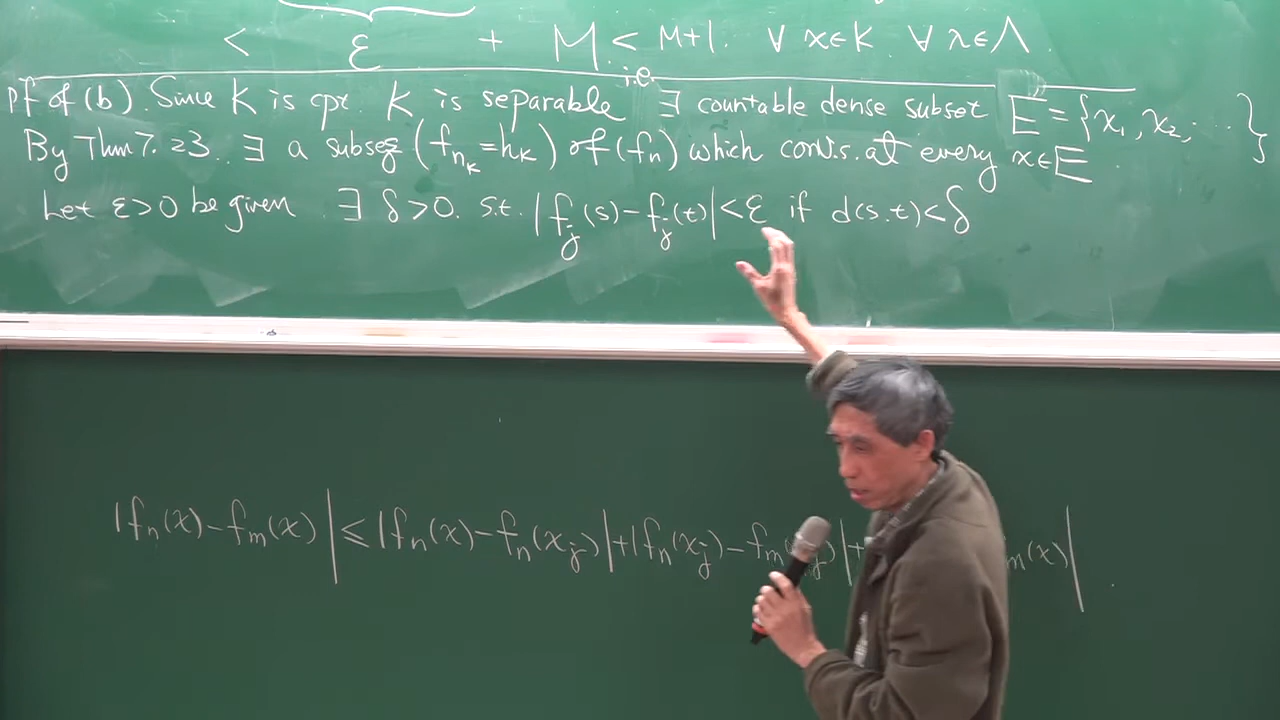 < ε + M < M+1. ∀ x∈K ∀ λ∈Λ.
pf of (b). Since K is cpt. K is separable i.e. ∃ countable dense subset E = {x₁, x₂, ...}
By Thm 7.23. ∃ a subseq (f_{n_k} = h_k) of (f_n) which conv.s. at every x∈E.
Let ε>0 be given. ∃ δ>0. s.t. |f_j(s) − f_j(t)| < ε if d(s.t) < δ
|f_n(x) − f_m(x)| ≤ |f_n(x) − f_n(x_j)| + |f_n(x_j) − f_m( j)| + m(x)|